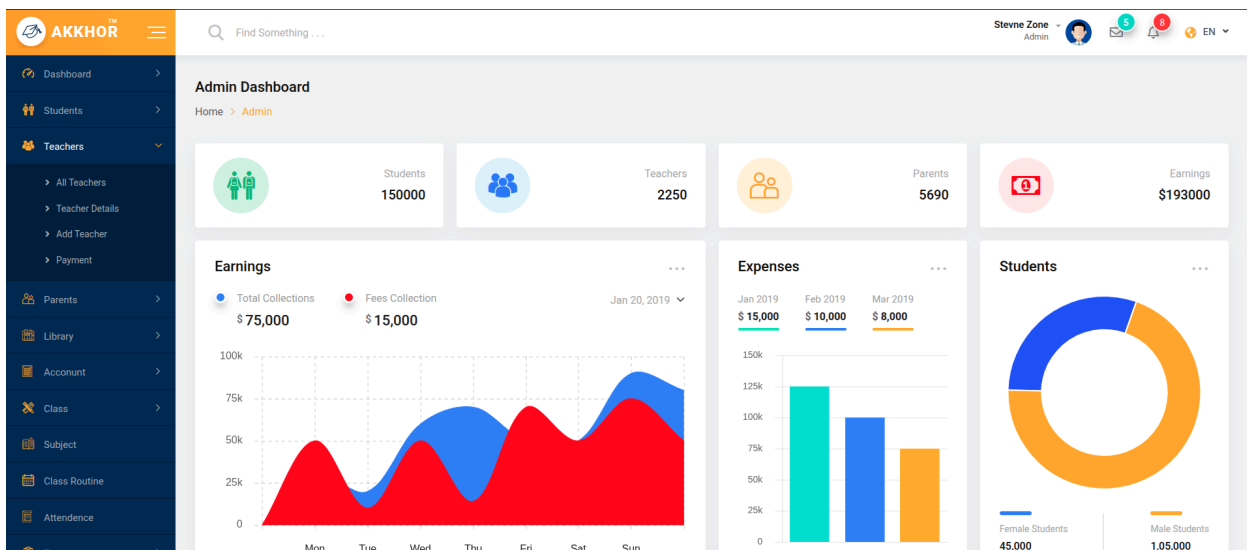 AKKHOR™
Find Something . . .
Stevne Zone
Admin
5
8
EN
Dashboard
Students
Teachers
All Teachers
Teacher Details
Add Teacher
Payment
Parents
Library
Acconunt
Class
Subject
Class Routine
Attendence
Admin Dashboard
Home > Admin
Students
150000
Teachers
2250
Parents
5690
1
Earnings
$193000
Earnings
Total Collections
$ 75,000
Fees Collection
$ 15,000
Jan 20, 2019
100k
75k
50k
25k
0
Mon Tue Wed Thu Fri Sat Sun
Expenses
Jan 2019 Feb 2019 Mar 2019
$ 15,000 $ 10,000 $ 8,000
150k
125k
100k
75k
50k
25k
0
Students
Female Students
45,000
Male Students
1,05,000